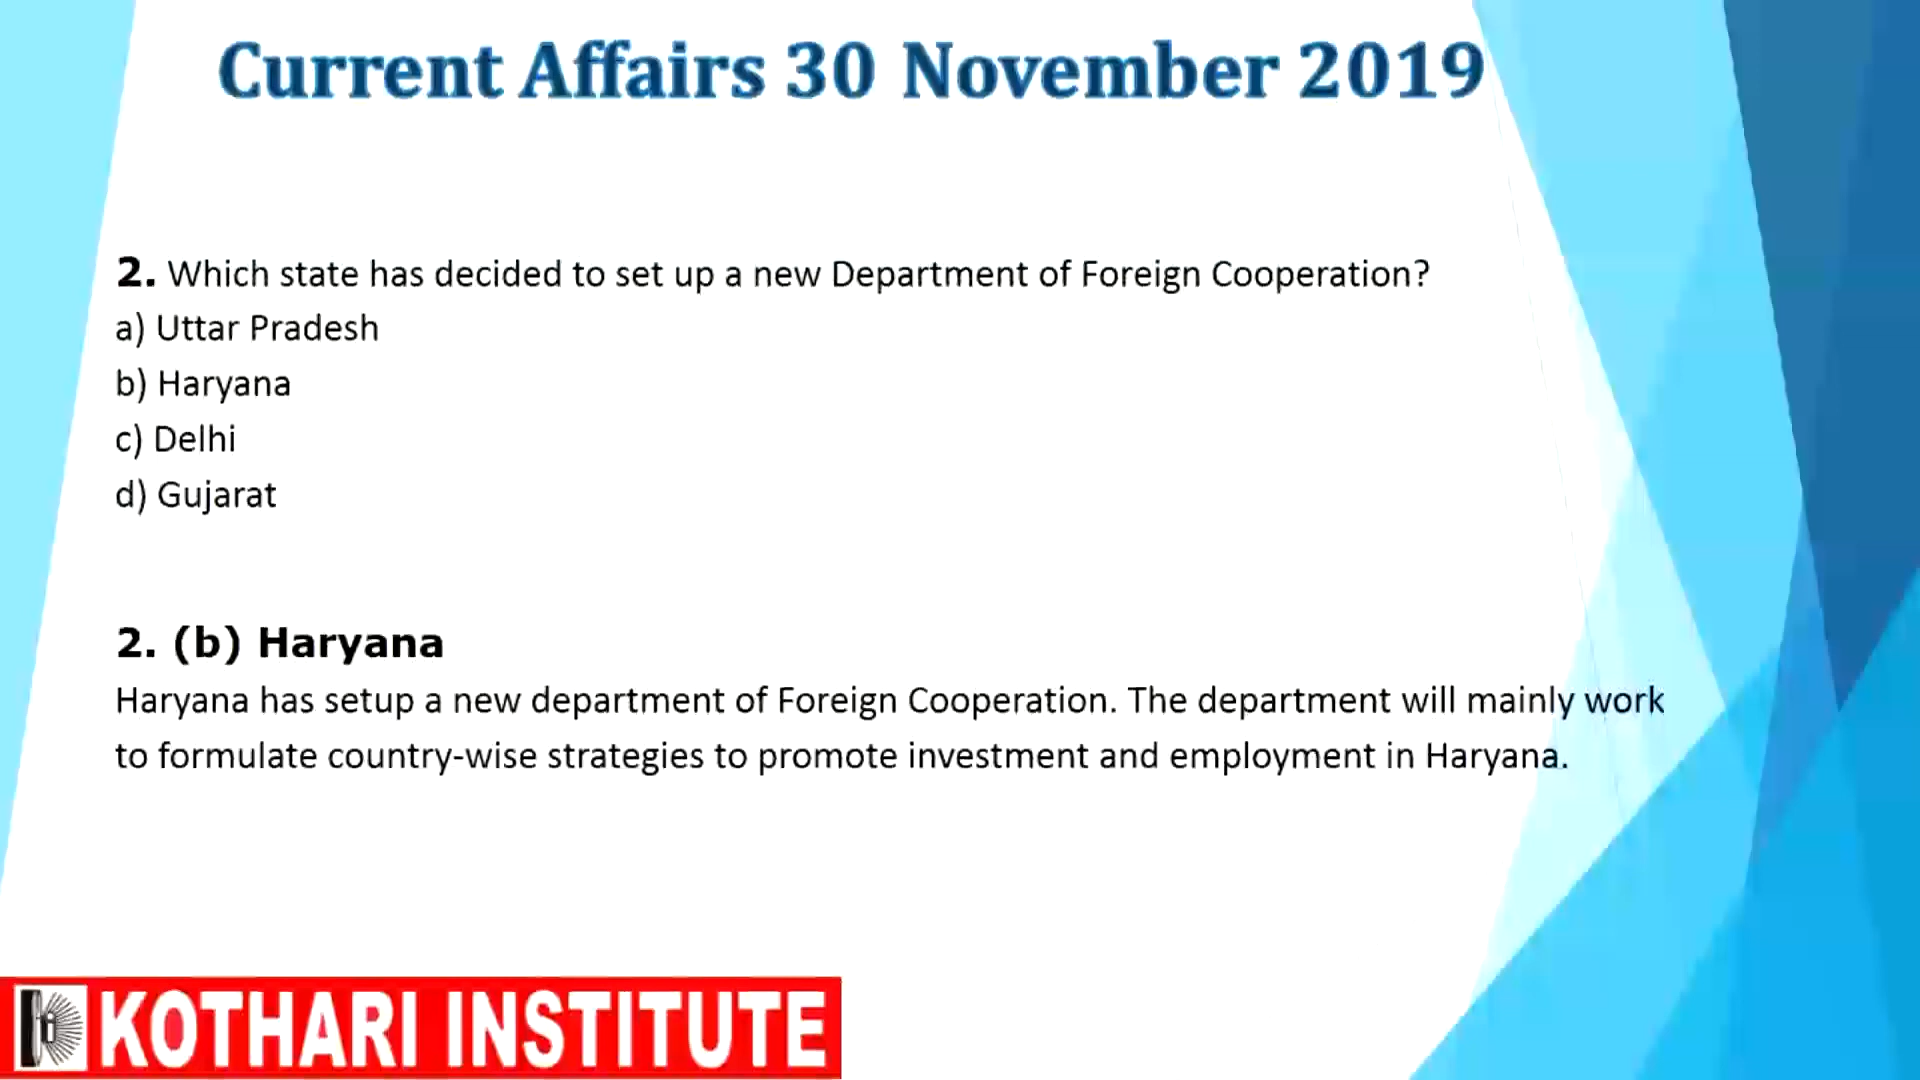 Current Affairs 30 November 2019
2. Which state has decided to set up a new Department of Foreign Cooperation?
a) Uttar Pradesh
b) Haryana
c) Delhi
d) Gujarat
2. (b) Haryana
Haryana has setup a new department of Foreign Cooperation. The department will mainly work
to formulate country-wise strategies to promote investment and employment in Haryana.
KOTHARI INSTITUTE